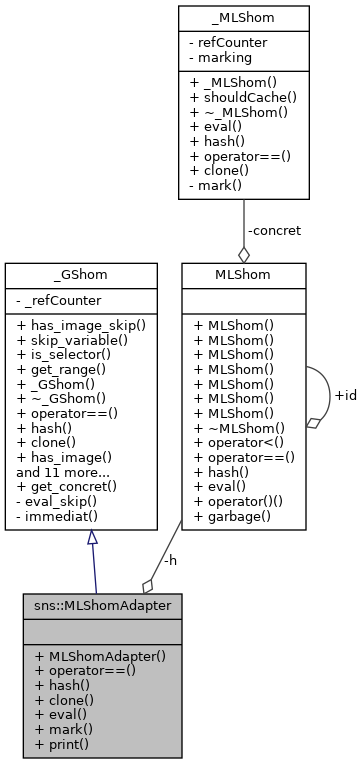 _MLShom
- refCounter
- marking
+ _MLShom()
+ shouldCache()
+ ~_MLShom()
+ eval()
+ hash()
+ operator==()
+ clone()
- mark()
-concret
_GShom
- _refCounter
+ has_image_skip()
+ skip_variable()
+ is_selector()
+ get_range()
+ _GShom()
+ ~_GShom()
+ operator==()
+ hash()
+ clone()
+ has_image()
and 11 more...
+ get_concret()
- eval_skip()
- immediat()
MLShom
+ MLShom()
+ MLShom()
+ MLShom()
+ MLShom()
+ MLShom()
+ MLShom()
+ MLShom()
+ ~MLShom()
+ operator<()
+ operator==()
+ hash()
+ eval()
+ operator()()
+ garbage()
+id
-h
sns::MLShomAdapter
+ MLShomAdapter()
+ operator==()
+ hash()
+ clone()
+ eval()
+ mark()
+ print()